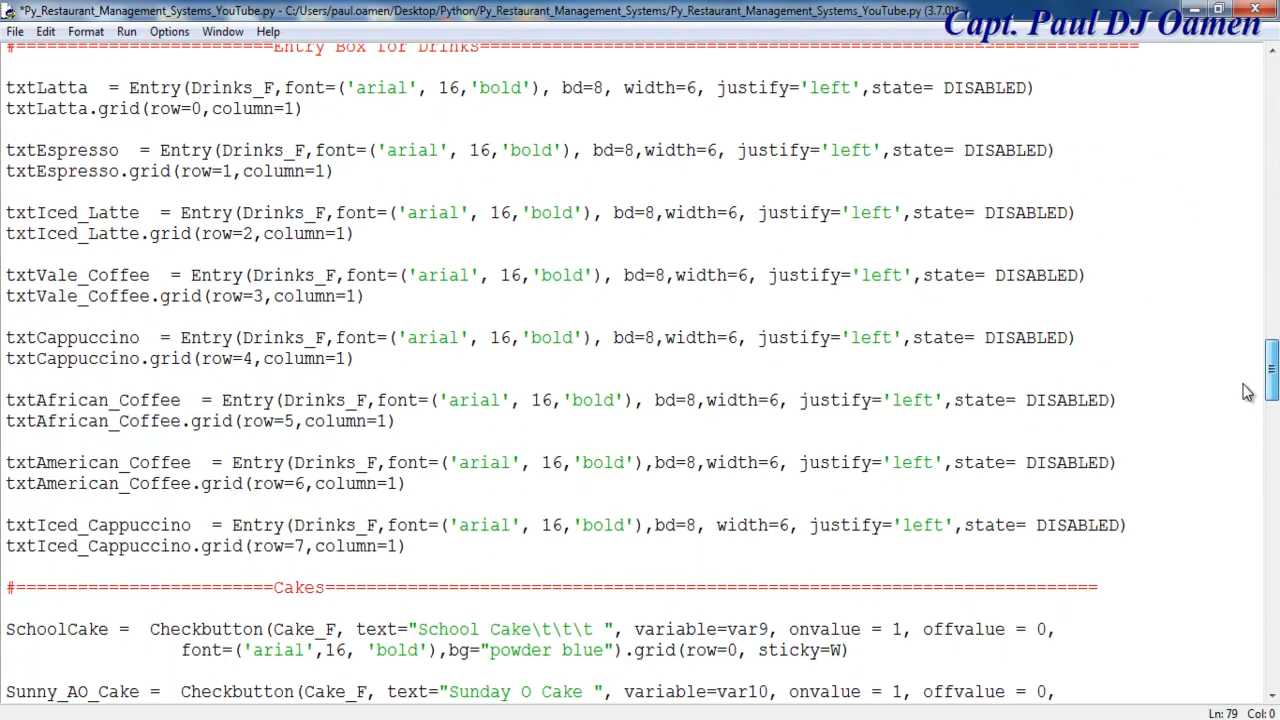 *Py_Restaurant_Management_Systems_YouTube.py - C:/Users/paul.oamen/Desktop/Python/Py_Restaurant_Management_Systems/Py_Restaurant_Management_Systems_YouTube.py (3.7.0)*
Capt. Paul DJ Oamen
File Edit Format Run Options Window Help
#=========================Entry Box for Drinks================================================================
txtLatta  = Entry(Drinks_F,font=('arial', 16,'bold'), bd=8, width=6, justify='left',state= DISABLED)
txtLatta.grid(row=0,column=1)
txtEspresso  = Entry(Drinks_F,font=('arial', 16,'bold'), bd=8,width=6, justify='left',state= DISABLED)
txtEspresso.grid(row=1,column=1)
txtIced_Latte  = Entry(Drinks_F,font=('arial', 16,'bold'), bd=8,width=6, justify='left',state= DISABLED)
txtIced_Latte.grid(row=2,column=1)
txtVale_Coffee  = Entry(Drinks_F,font=('arial', 16,'bold'), bd=8,width=6, justify='left',state= DISABLED)
txtVale_Coffee.grid(row=3,column=1)
txtCappuccino  = Entry(Drinks_F,font=('arial', 16,'bold'), bd=8,width=6, justify='left',state= DISABLED)
txtCappuccino.grid(row=4,column=1)
txtAfrican_Coffee  = Entry(Drinks_F,font=('arial', 16,'bold'), bd=8,width=6, justify='left',state= DISABLED)
txtAfrican_Coffee.grid(row=5,column=1)
txtAmerican_Coffee  = Entry(Drinks_F,font=('arial', 16,'bold'),bd=8,width=6, justify='left',state= DISABLED)
txtAmerican_Coffee.grid(row=6,column=1)
txtIced_Cappuccino  = Entry(Drinks_F,font=('arial', 16,'bold'),bd=8, width=6, justify='left',state= DISABLED)
txtIced_Cappuccino.grid(row=7,column=1)
#=========================Cakes===========================================================================
SchoolCake =  Checkbutton(Cake_F, text="School Cake\t\t\t ", variable=var9, onvalue = 1, offvalue = 0,
font=('arial',16, 'bold'),bg="powder blue").grid(row=0, sticky=W)
Sunny_AO_Cake =  Checkbutton(Cake_F, text="Sunday O Cake ", variable=var10, onvalue = 1, offvalue = 0,
Ln: 79 Col: 0